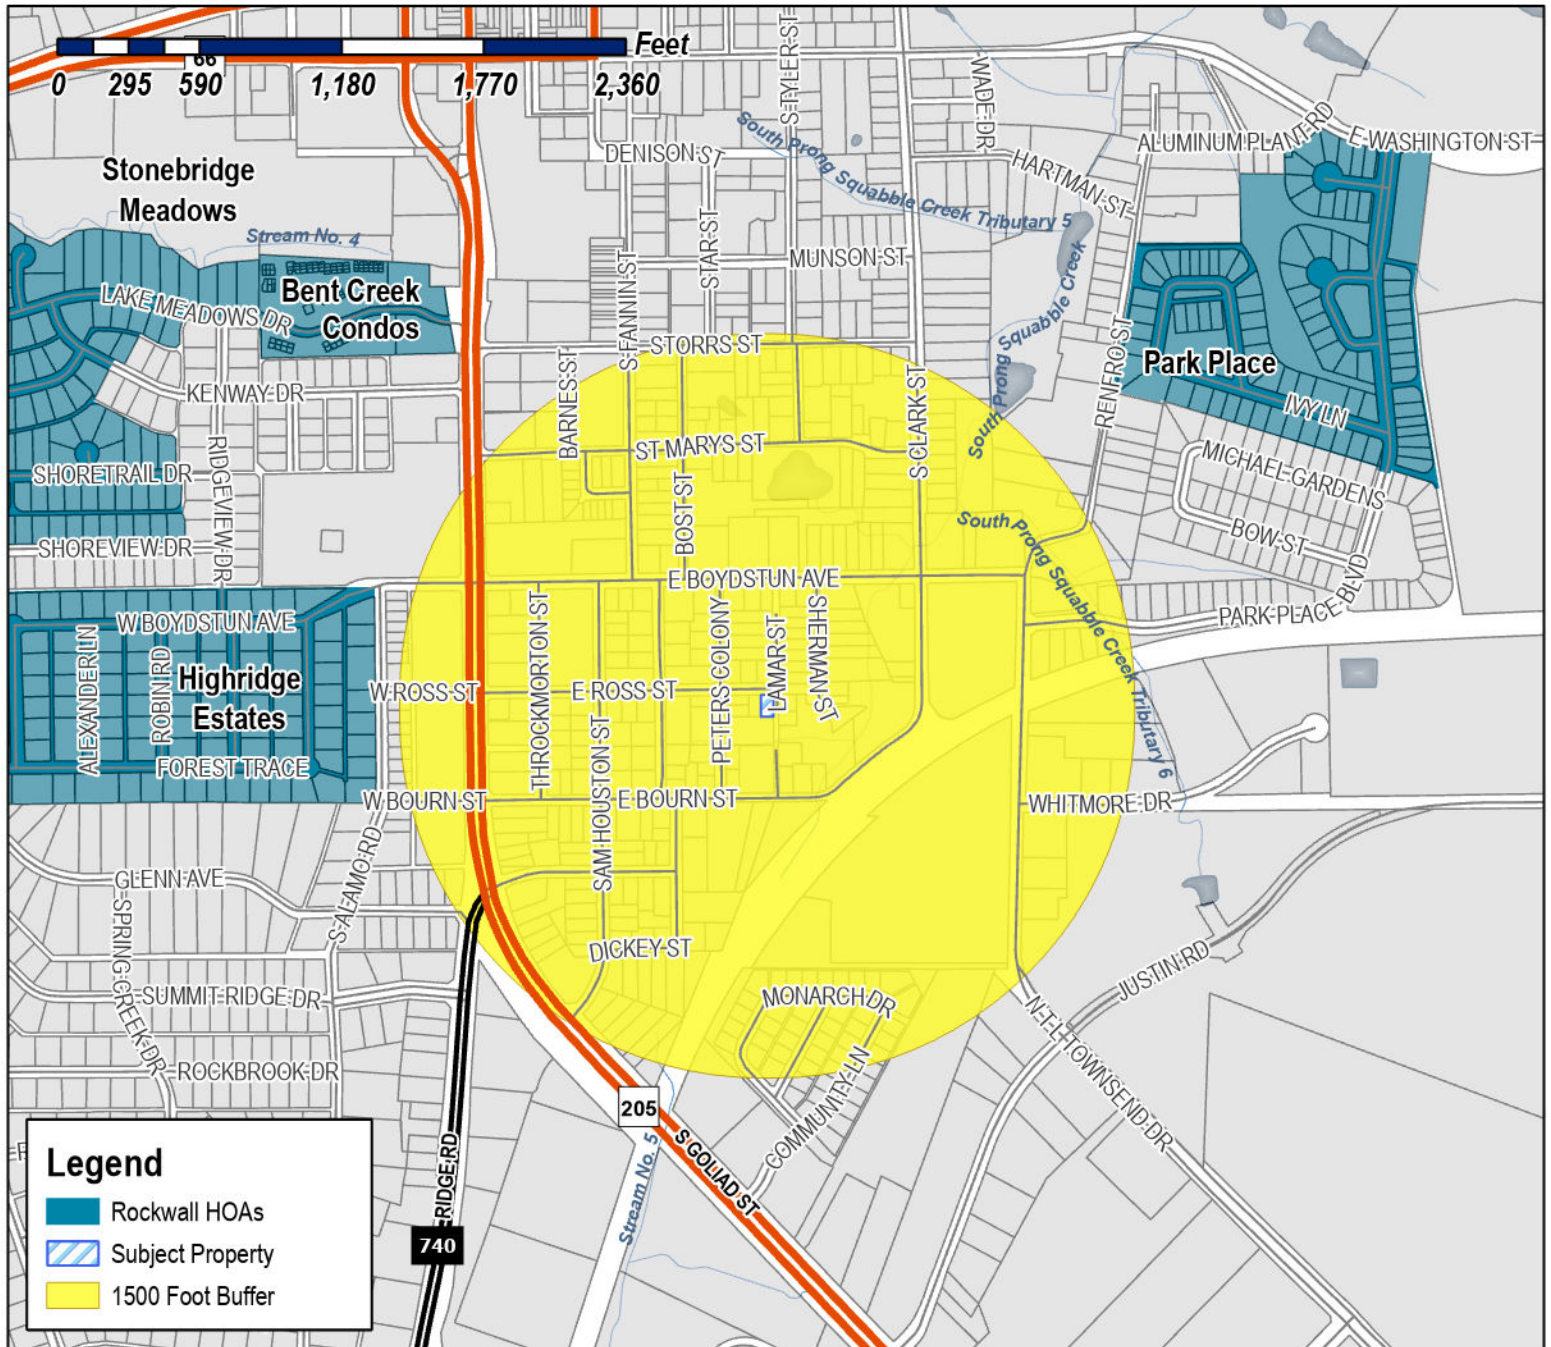 Feet
66
0 295 590 1,180 1,770 2,360
S TYLER ST
WADE DR
South Prong Squabble Creek Tributary 5
DENISON ST
HARTMAN ST
ALUMINUM PLANT RD
E WASHINGTON ST
Stonebridge
Meadows
Stream No. 4
STAR ST
MUNSON ST
S FANNIN ST
South Prong Squabble Creek
LAKE MEADOWS DR
Bent Creek
Condos
STORRS ST
RENFRO ST
Park Place
KENWAY DR
BARNES ST
S CLARK ST
IVY LN
ST MARYS ST
MICHAEL GARDENS
SHORETRAIL DR
RIDGEVIEW DR
BOST ST
BOW ST
South Prong Squabble Creek Tributary 6
SHOREVIEW DR
E BOYDSTUN AVE
PARK PLACE BLVD
W BOYDSTUN AVE
ALEXANDER LN
ROBIN RD
Highridge
Estates
THROCKMORTON ST
PETERS COLONY
LAMAR ST
SHERMAN ST
W ROSS ST
E ROSS ST
FOREST TRACE
SAM HOUSTON ST
W BOURN ST
E BOURN ST
WHITMORE DR
GLENN AVE
S ALAMO RD
SPRING CREEK DR
DICKEY ST
JUSTIN RD
SUMMIT RIDGE DR
MONARCH DR
N T L TOWNSEND DR
ROCKBROOK DR
COMMUNITY LN
205
S GOLIAD ST
Stream No. 5
RIDGE RD
740
Legend
Rockwall HOAs
Subject Property
1500 Foot Buffer